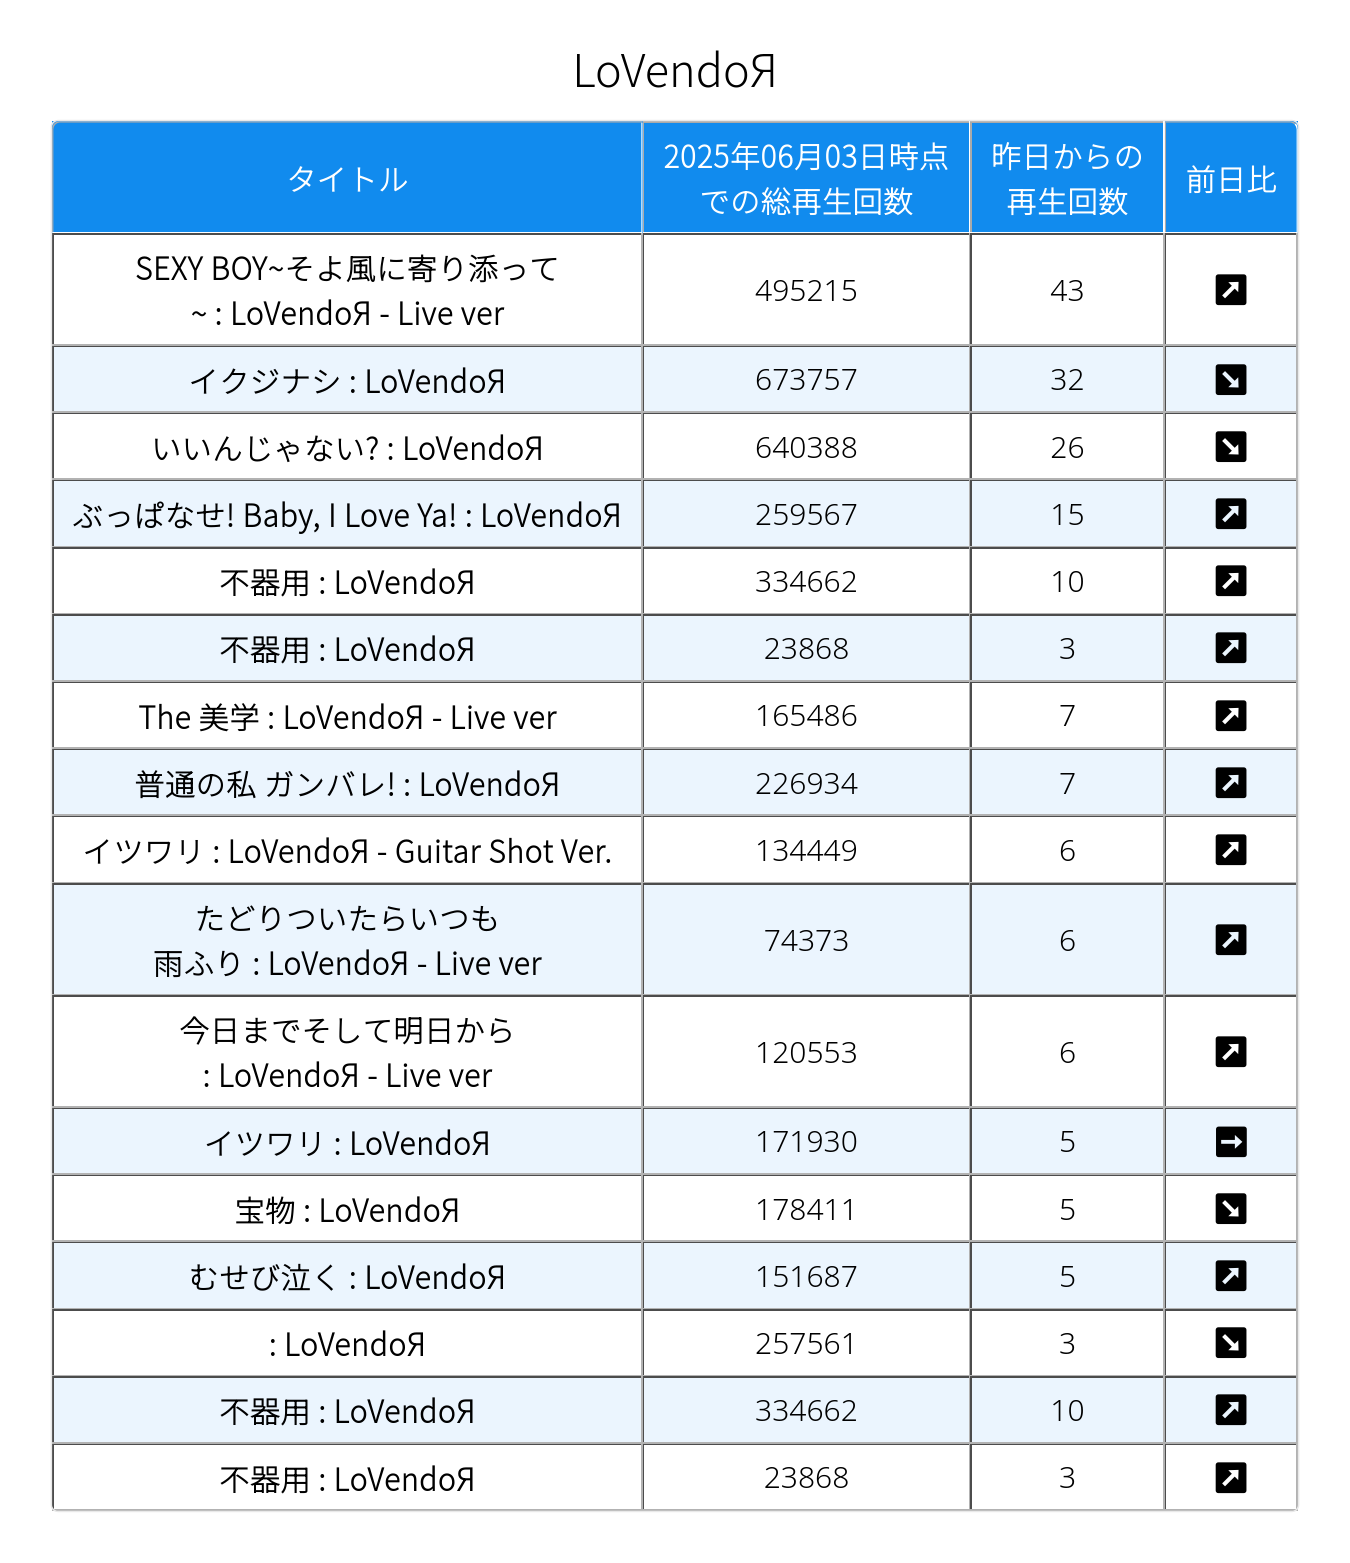 LoVendoЯ
タイトル
2025年06月03日時点
での総再生回数
昨日からの
再生回数
前日比
SEXY BOY~そよ風に寄り添って
~ : LoVendoЯ - Live ver
495215
43
イクジナシ : LoVendoЯ
673757
32
いいんじゃない? : LoVendoЯ
640388
26
ぶっぱなせ! Baby, I Love Ya! : LoVendoЯ
259567
15
不器用 : LoVendoЯ
334662
10
不器用 : LoVendoЯ
23868
3
The 美学 : LoVendoЯ - Live ver
165486
7
普通の私 ガンバレ! : LoVendoЯ
226934
7
イツワリ : LoVendoЯ - Guitar Shot Ver.
134449
6
たどりついたらいつも
雨ふり : LoVendoЯ - Live ver
74373
6
今日までそして明日から
: LoVendoЯ - Live ver
120553
6
イツワリ : LoVendoЯ
171930
5
宝物 : LoVendoЯ
178411
5
むせび泣く : LoVendoЯ
151687
5
: LoVendoЯ
257561
3
不器用 : LoVendoЯ
334662
10
不器用 : LoVendoЯ
23868
3